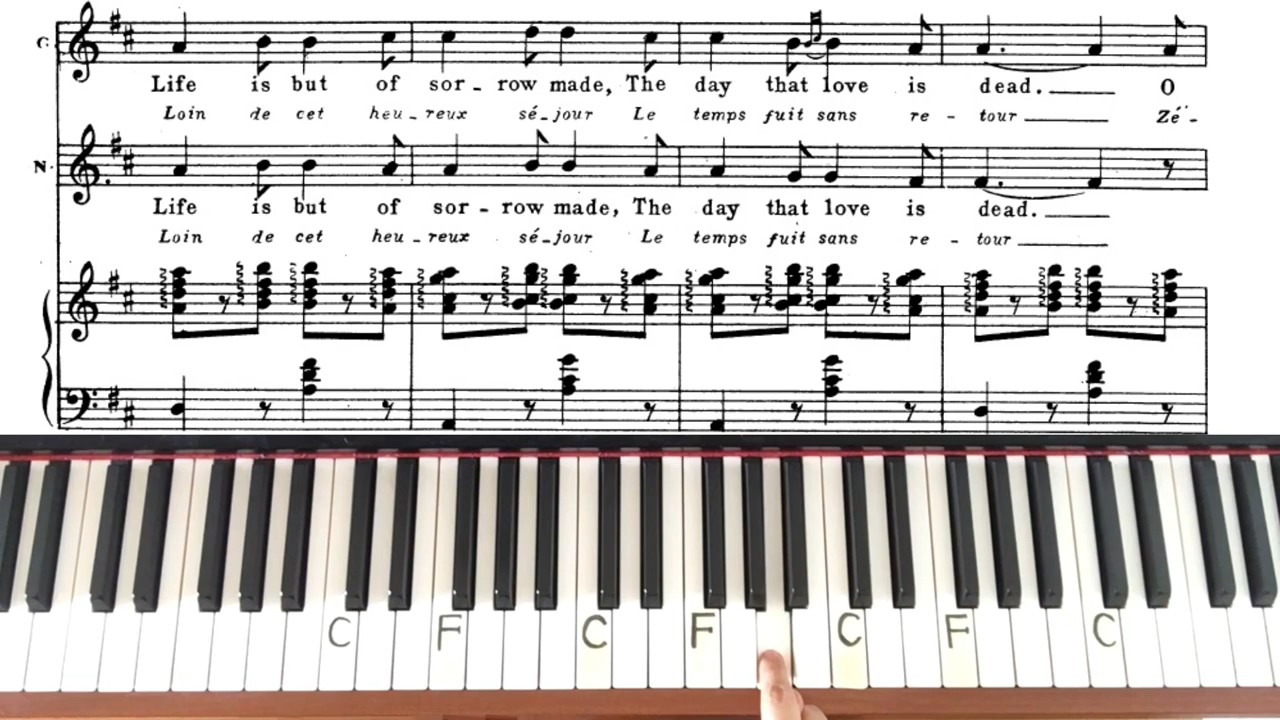 C.
Life is but of sor - row made, The day that love is dead. O
Loin de cet heu - reux sé - jour Le temps fuit sans re - tour Zé -
N.
Life is but of sor - row made, The day that love is dead.
Loin de cet heu - reux sé - jour Le temps fuit sans re - tour
C F C F C F C